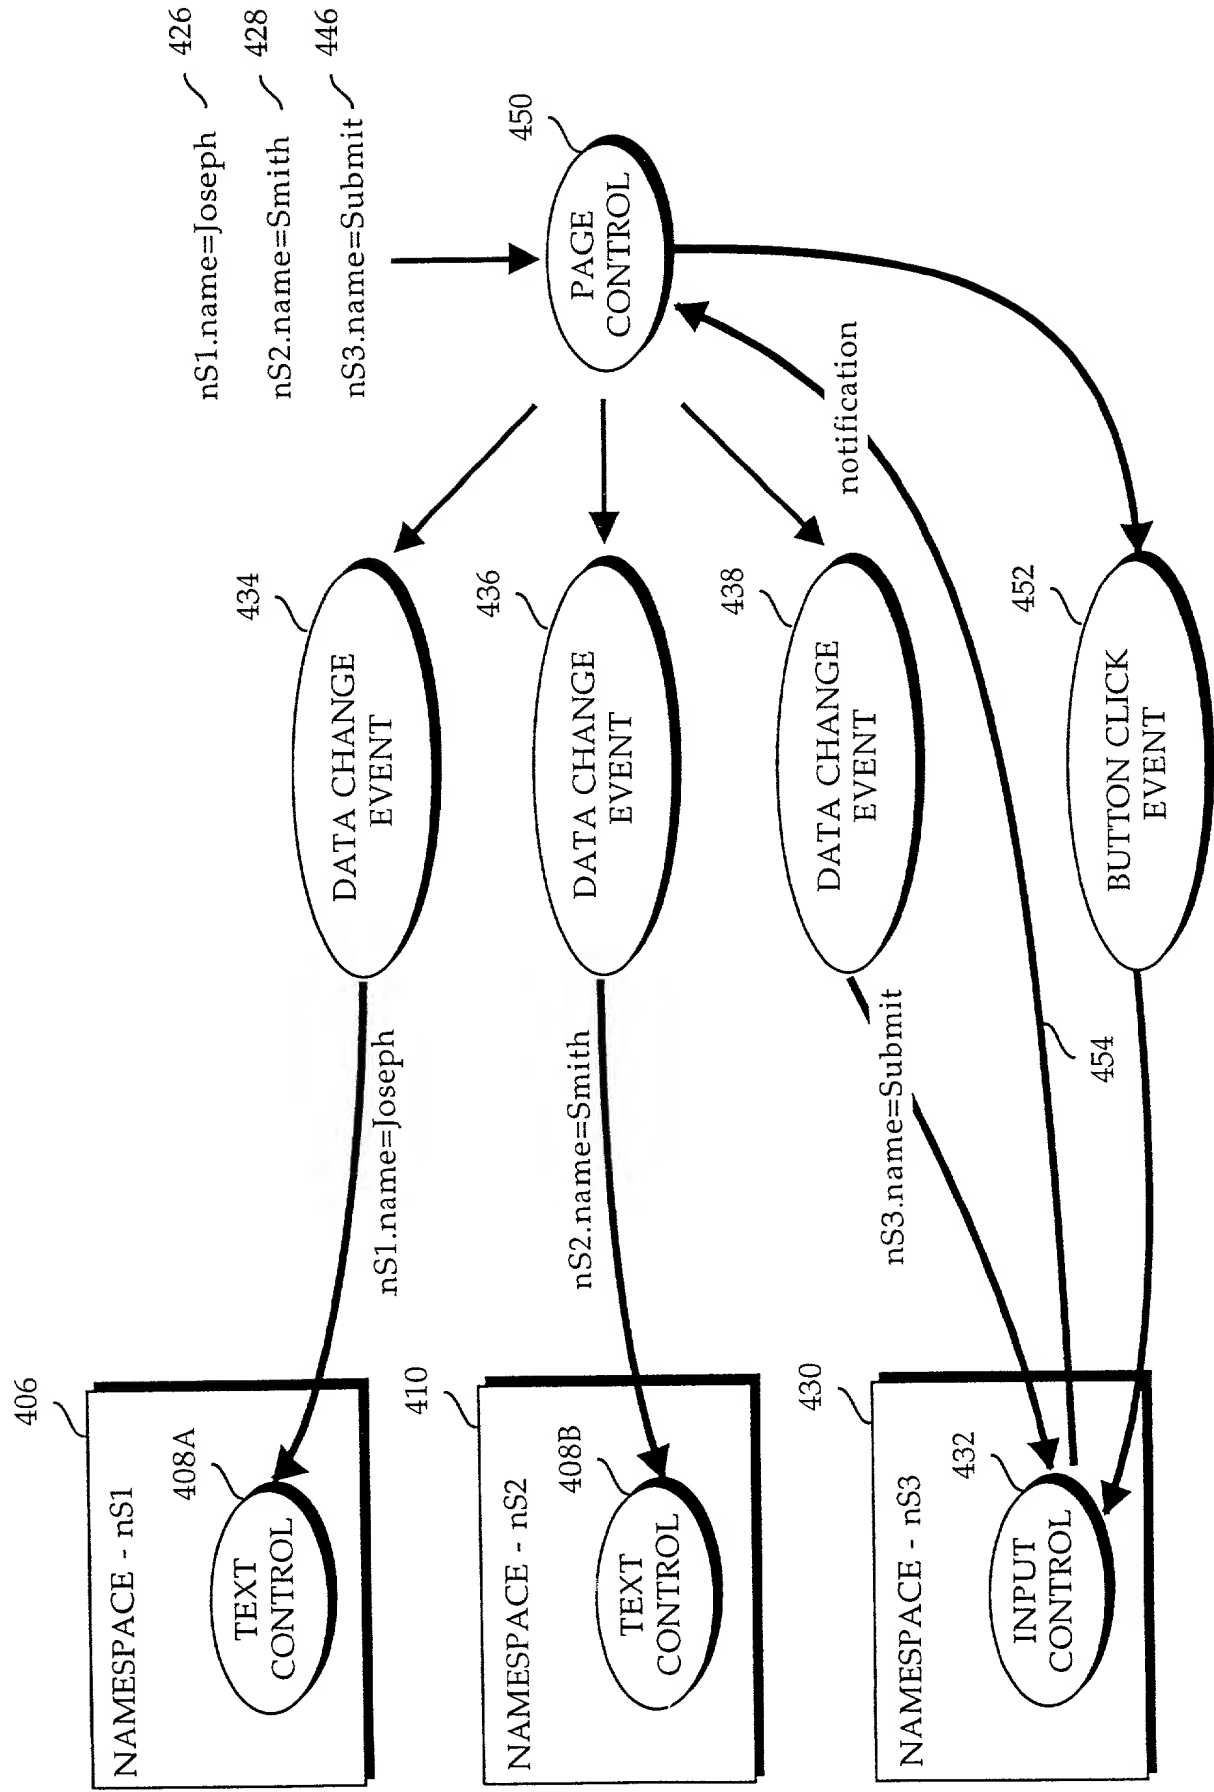 nS1.name=Joseph 426
nS2.name=Smith 428
nS3.name=Submit 446
450
PAGE
CONTROL
434
DATA CHANGE
EVENT
436
DATA CHANGE
EVENT
438
DATA CHANGE
EVENT
notification
452
BUTTON CLICK
EVENT
nS1.name=Joseph
nS2.name=Smith
nS3.name=Submit
454
406
NAMESPACE - nS1
408A
TEXT
CONTROL
410
NAMESPACE - nS2
408B
TEXT
CONTROL
430
NAMESPACE - nS3
432
INPUT
CONTROL